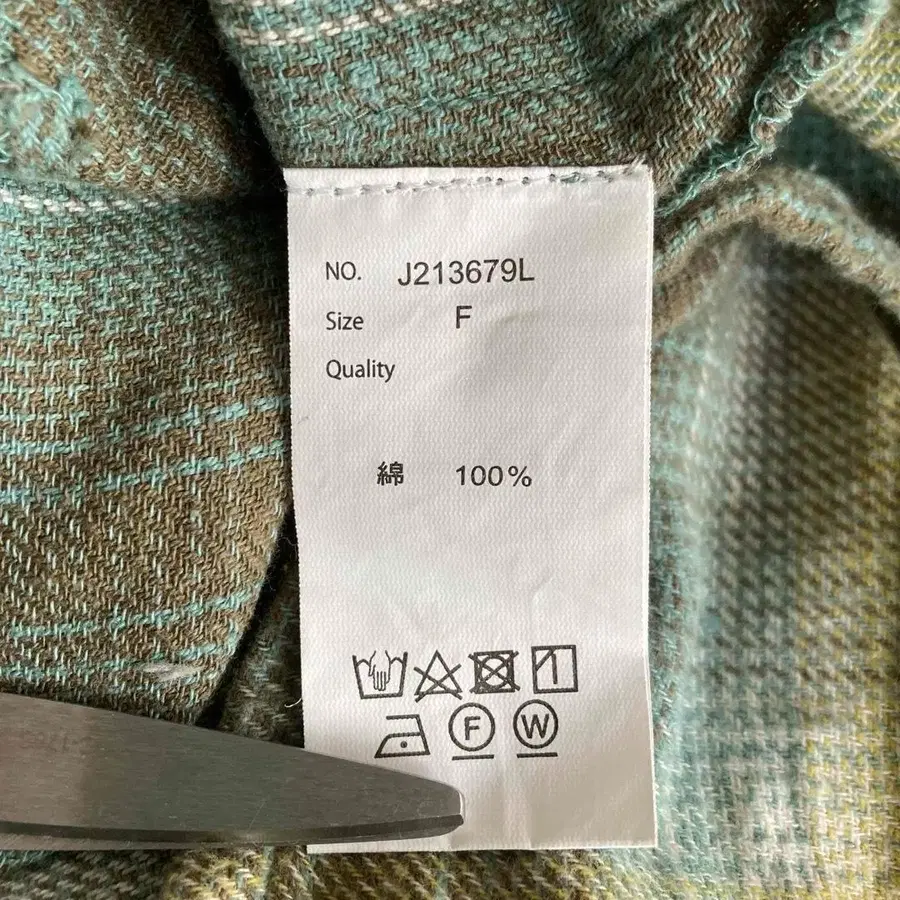 NO. J213679L
Size F
Quality
綿 100%
F W